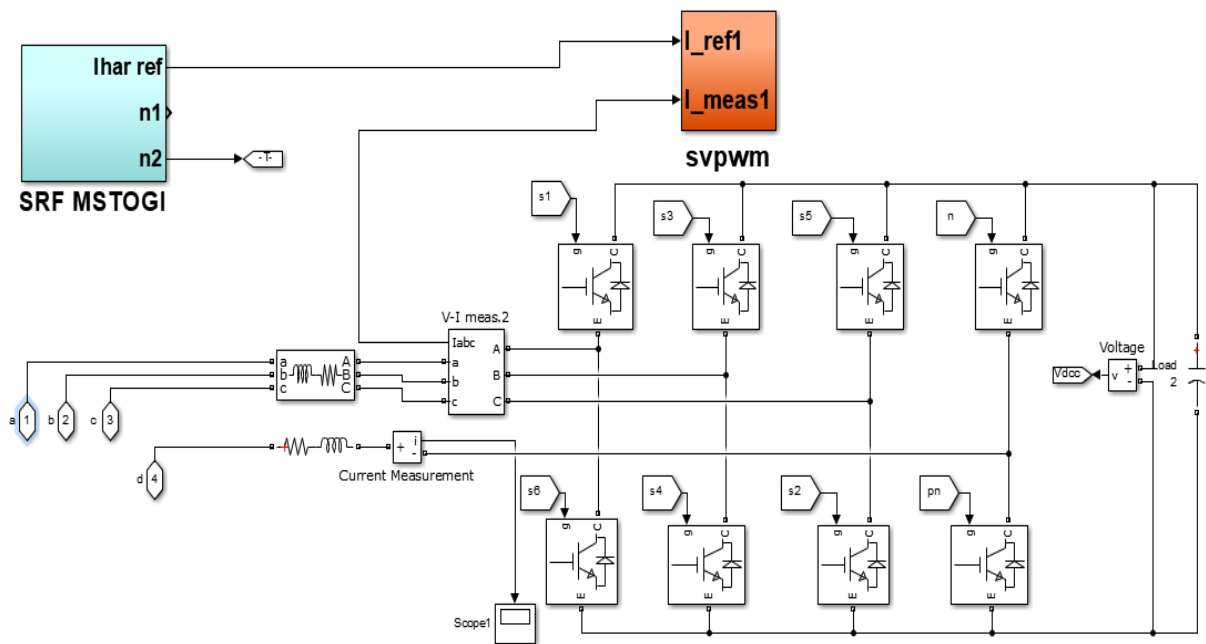 Ihar ref
n1
n2
-T-
SRF MSTOGI
I_ref1
I_meas1
svpwm
s1
s3
s5
n
g
C
E
g
C
E
g
C
E
g
C
E
V-I meas.2
Iabc
a
b
c
A
B
C
a
b
c
A
B
C
a
1
b
2
c
3
d
4
+
i
-
Current Measurement
Voltage
Vdcc
v
+
-
Load
2
+
s6
s4
s2
pn
g
C
E
g
C
E
g
C
E
g
C
E
Scope1